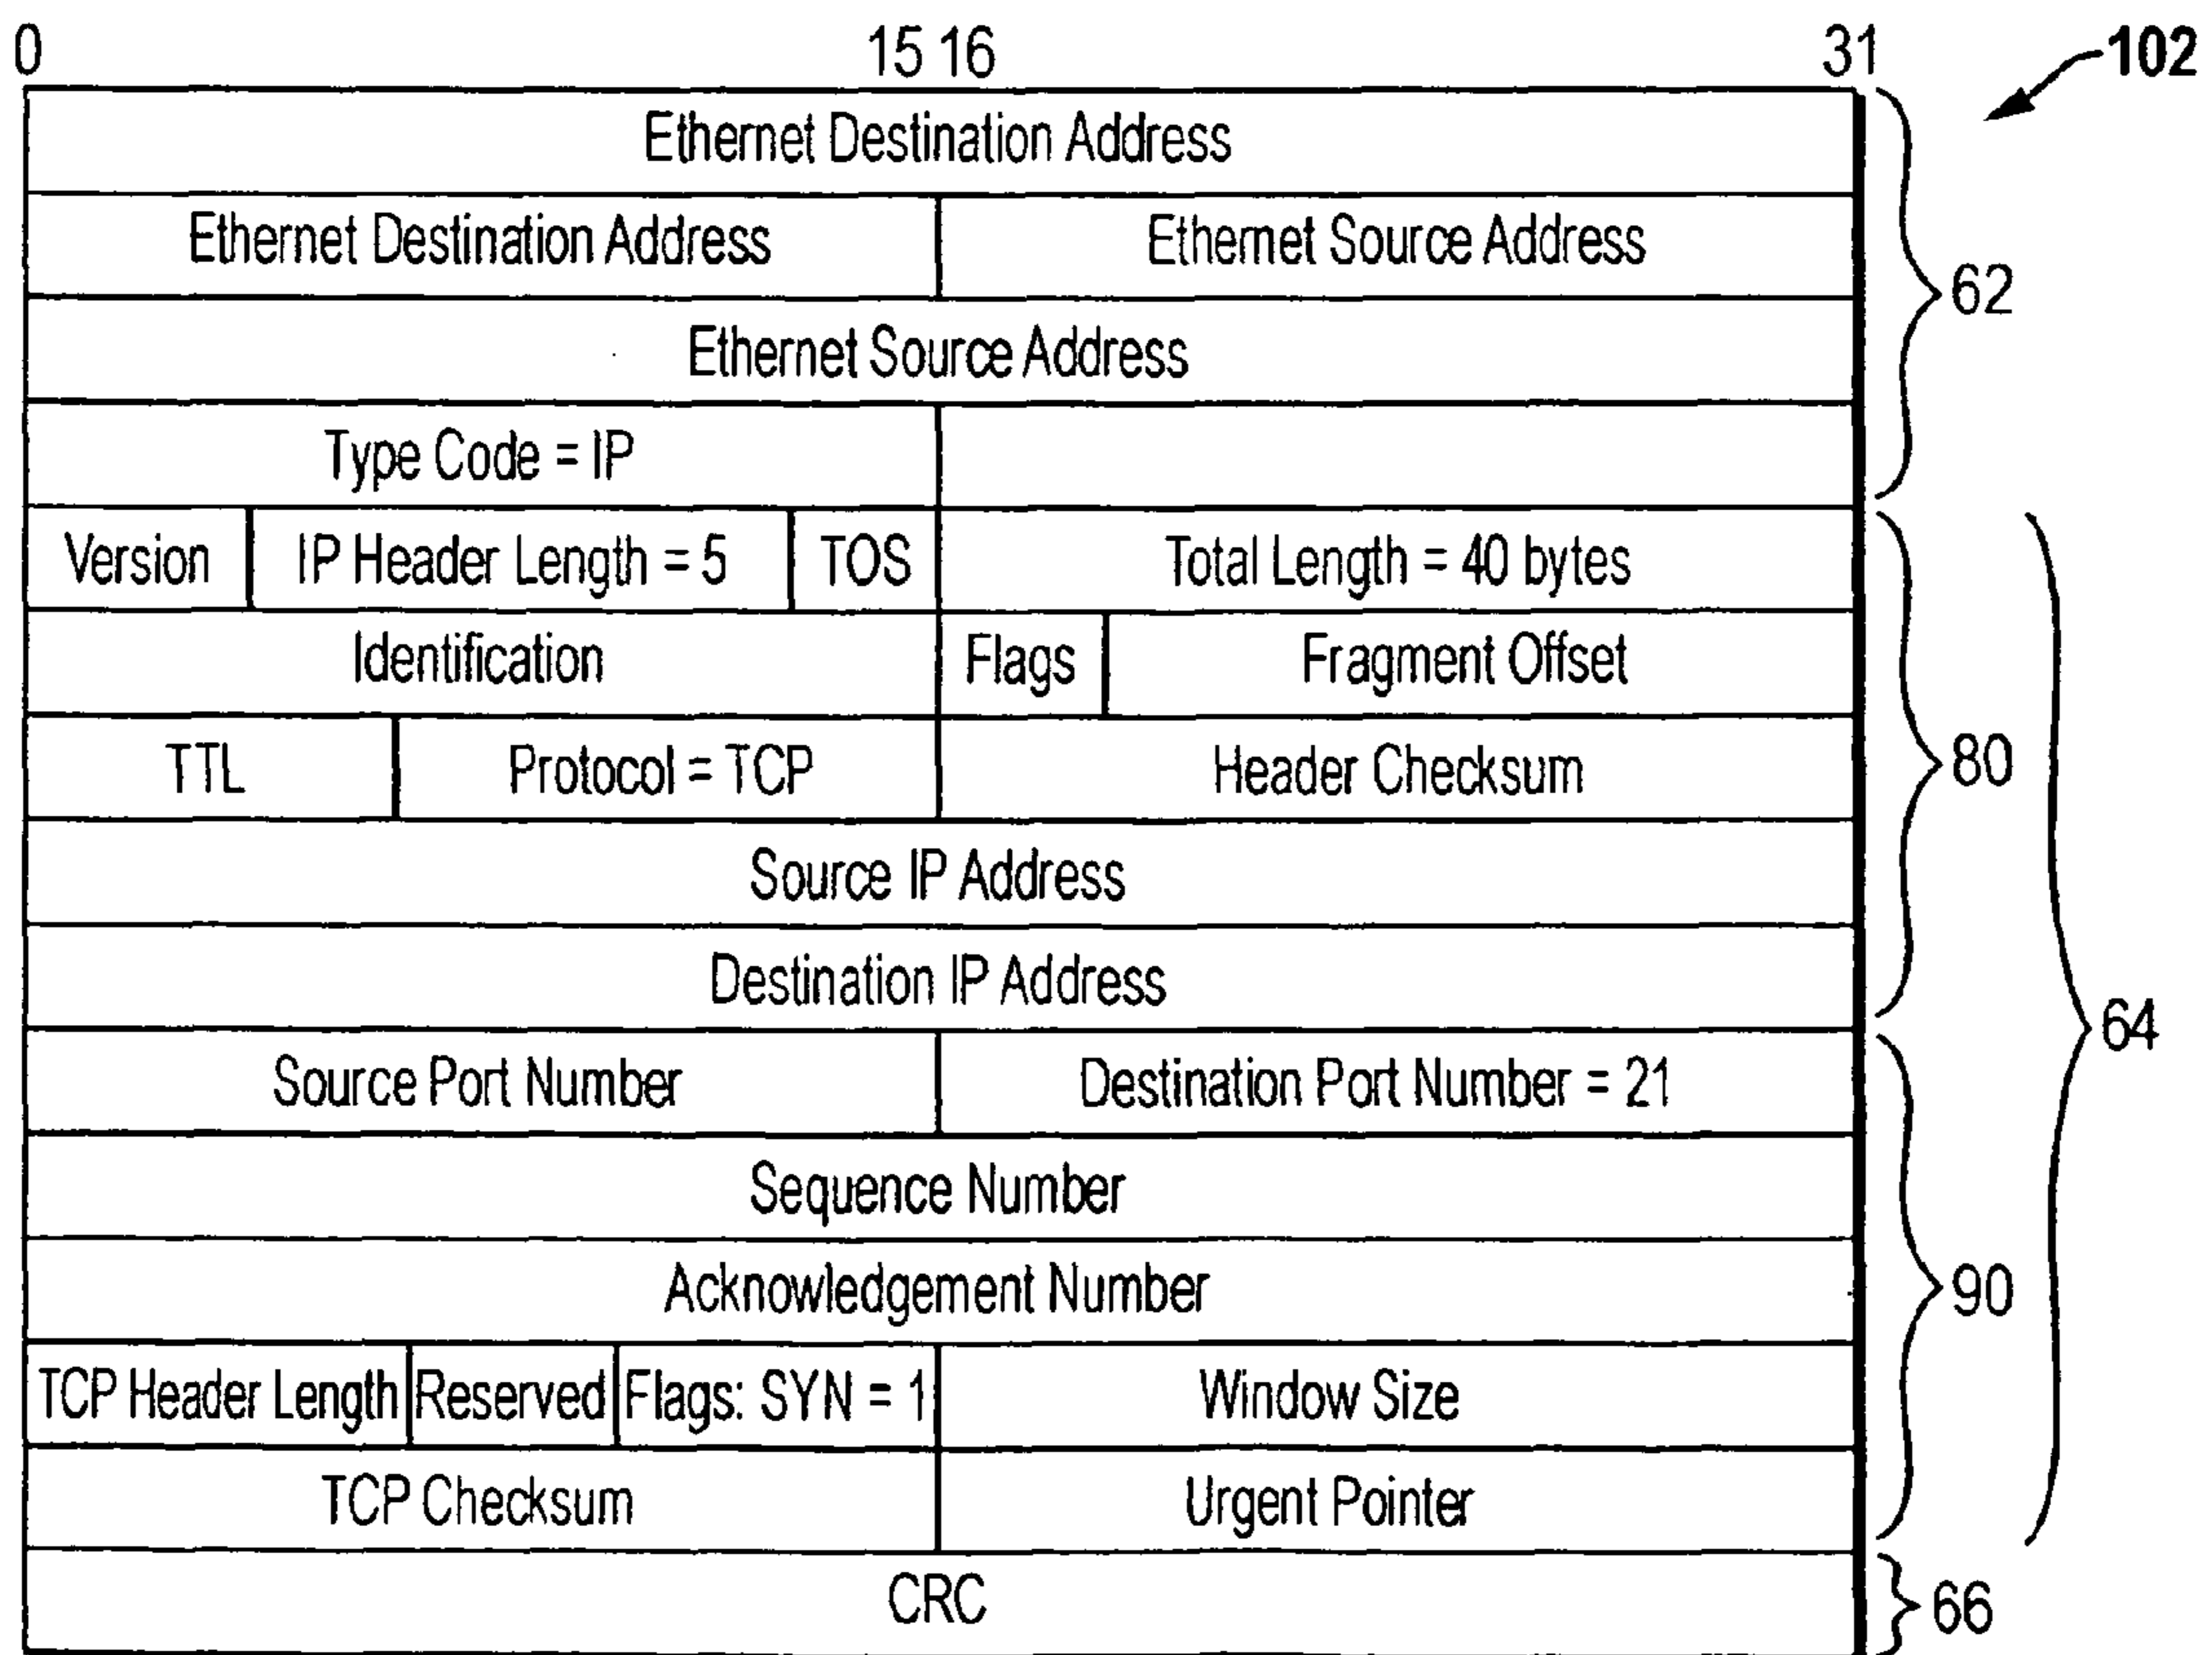 0 15 16 31 102
Ethernet Destination Address
Ethernet Destination Address Ethernet Source Address
62
Ethernet Source Address
Type Code = IP
Version IP Header Length = 5 TOS Total Length = 40 bytes
Identification Flags Fragment Offset
TTL Protocol = TCP Header Checksum 80
Source IP Address
Destination IP Address
64
Source Port Number Destination Port Number = 21
Sequence Number
Acknowledgement Number 90
TCP Header Length Reserved Flags: SYN = 1 Window Size
TCP Checksum Urgent Pointer
CRC 66